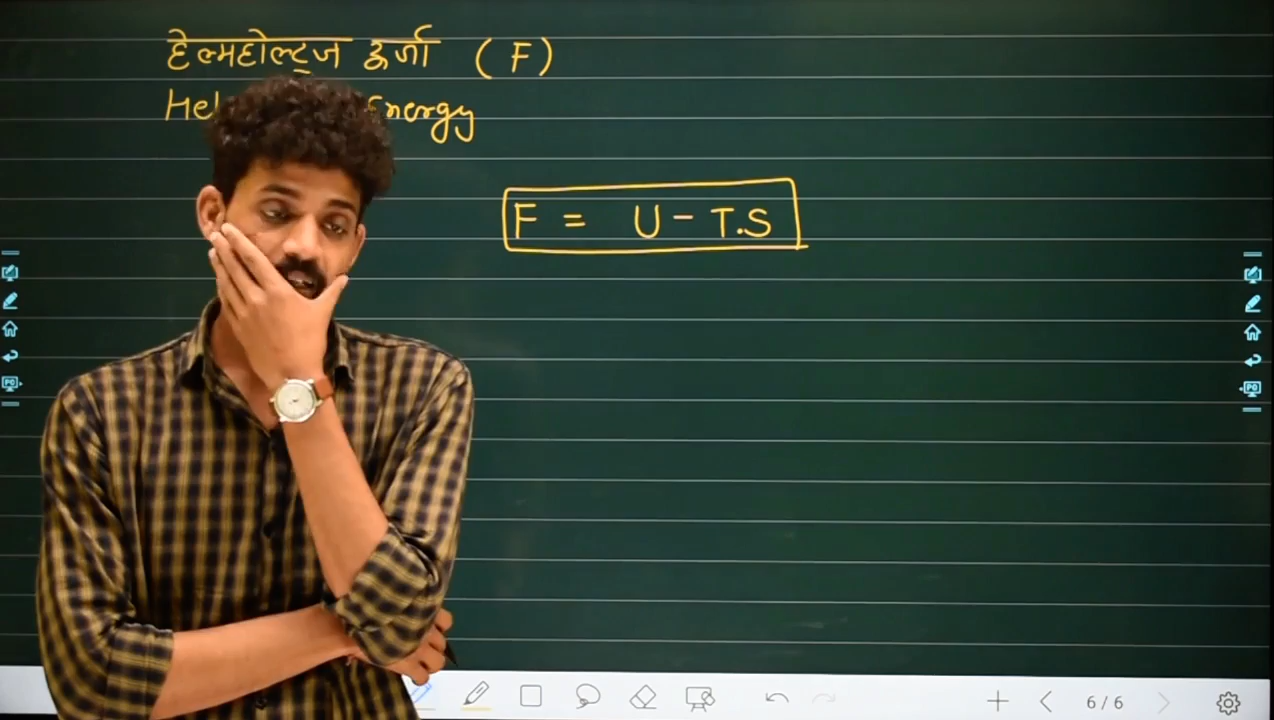 हेल्महोल्ट्ज ऊर्जा (F)
Energy
F = U - T.S
6/6